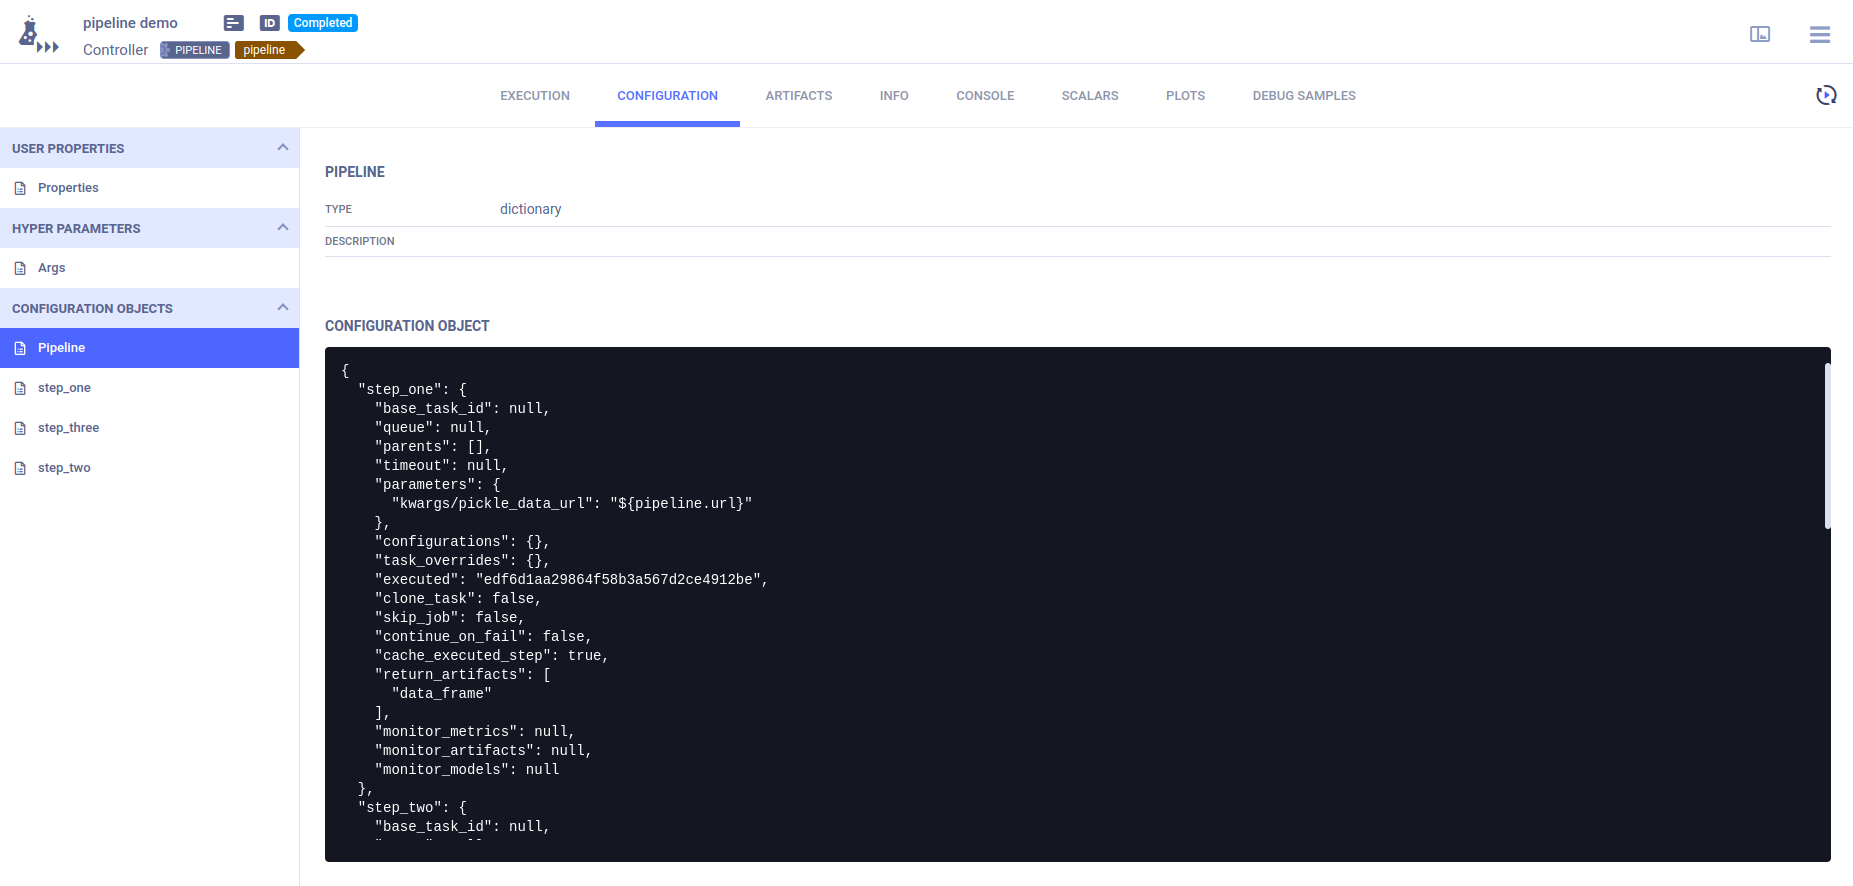 pipeline demo ID Completed
Controller PIPELINE pipeline
EXECUTION CONFIGURATION ARTIFACTS INFO CONSOLE SCALARS PLOTS DEBUG SAMPLES
USER PROPERTIES
Properties
HYPER PARAMETERS
Args
CONFIGURATION OBJECTS
Pipeline
step_one
step_three
step_two
PIPELINE
TYPE dictionary
DESCRIPTION
CONFIGURATION OBJECT
{
  "step_one": {
    "base_task_id": null,
    "queue": null,
    "parents": [],
    "timeout": null,
    "parameters": {
      "kwargs/pickle_data_url": "${pipeline.url}"
    },
    "configurations": {},
    "task_overrides": {},
    "executed": "edf6d1aa29864f58b3a567d2ce4912be",
    "clone_task": false,
    "skip_job": false,
    "continue_on_fail": false,
    "cache_executed_step": true,
    "return_artifacts": [
      "data_frame"
    ],
    "monitor_metrics": null,
    "monitor_artifacts": null,
    "monitor_models": null
  },
  "step_two": {
    "base_task_id": null,